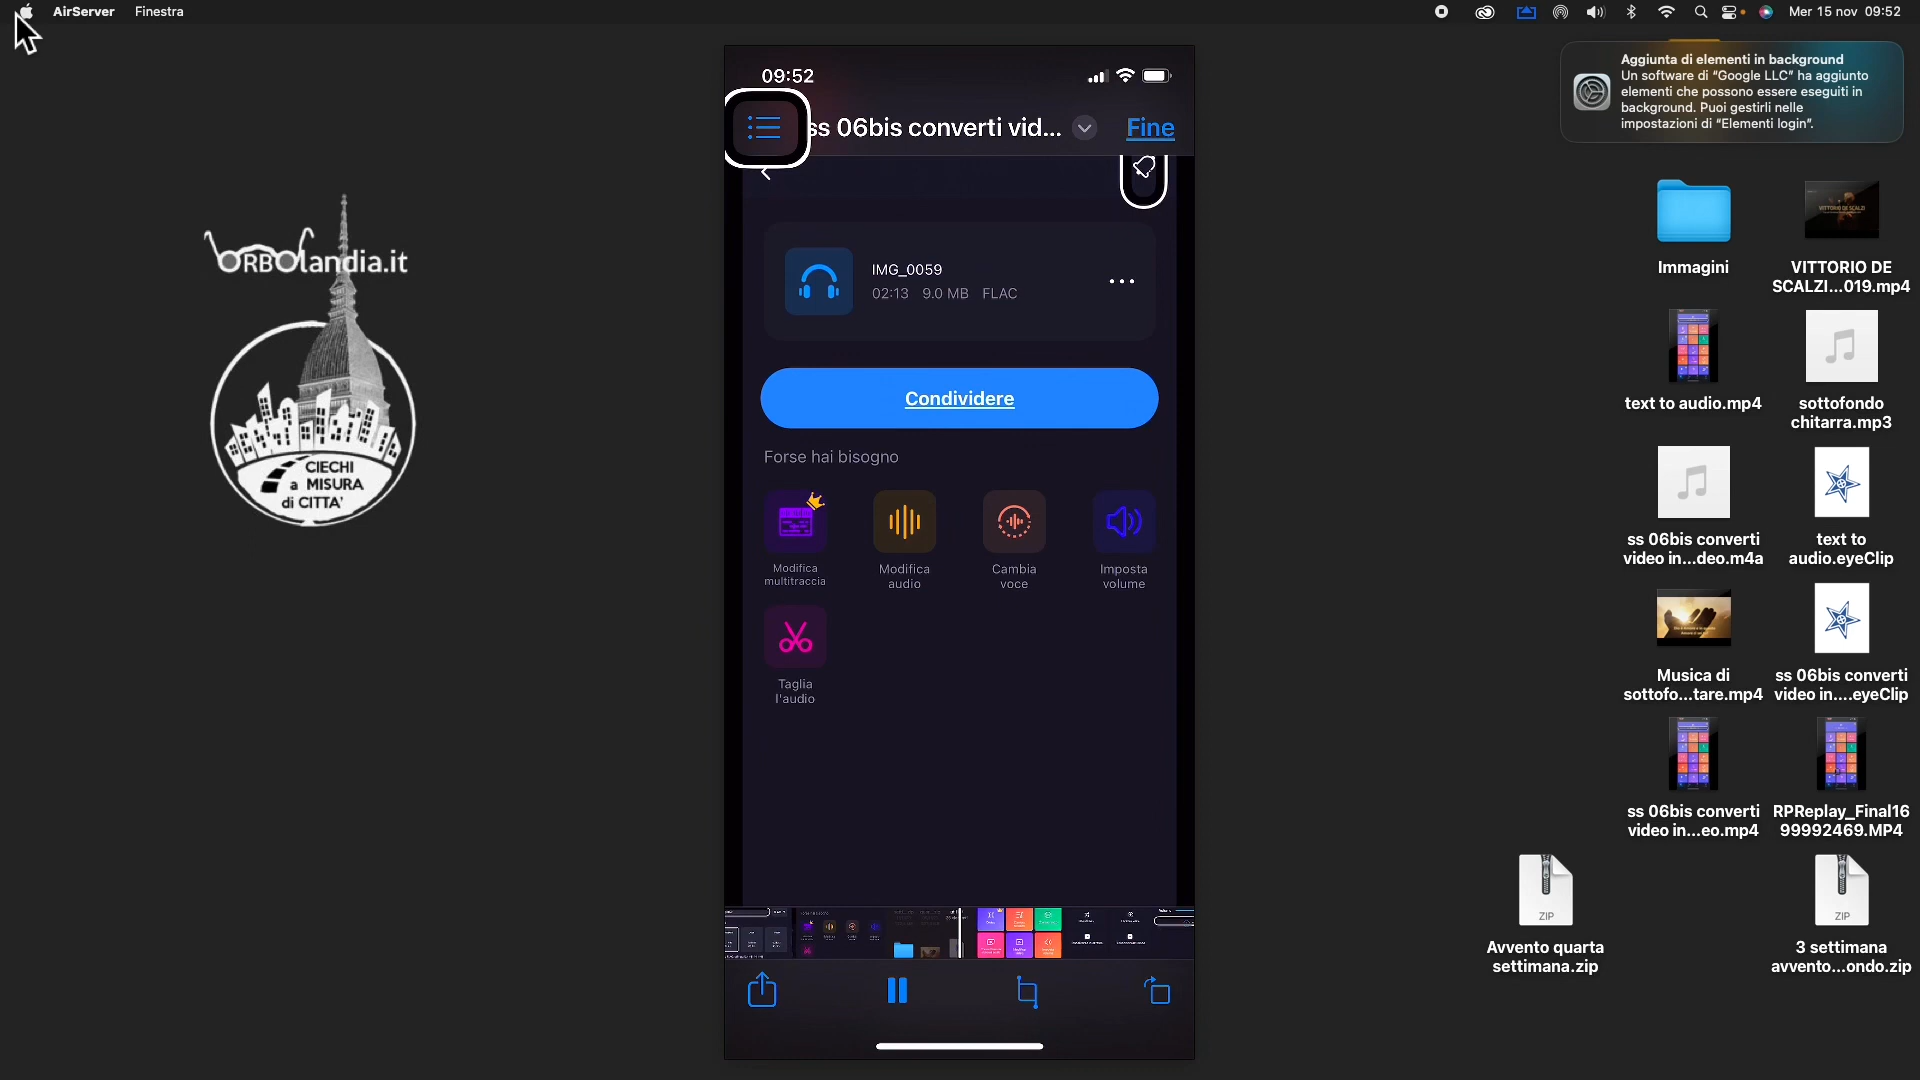 AirServer Finestra
Mer 15 nov 09:52
Aggiunta di elementi in background
Un software di “Google LLC” ha aggiunto
elementi che possono essere eseguiti in
background. Puoi gestirli nelle
impostazioni di “Elementi login”.
09:52
ss 06bis converti vid... Fine
IMG_0059
02:13 9.0 MB FLAC
Condividere
Forse hai bisogno
Modifica
multitraccia
Modifica
audio
Cambia
voce
Imposta
volume
Taglia
l'audio
ORBOlandia.it
CIECHI
a MISURA
di CITTA'
Immagini
VITTORIO DE
SCALZI...019.mp4
text to audio.mp4
sottofondo
chitarra.mp3
ss 06bis converti
video in...deo.m4a
text to
audio.eyeClip
Musica di
sottofo...tare.mp4
ss 06bis converti
video in....eyeClip
ss 06bis converti
video in...eo.mp4
RPReplay_Final16
99992469.MP4
ZIP
Avvento quarta
settimana.zip
ZIP
3 settimana
avvento...ondo.zip